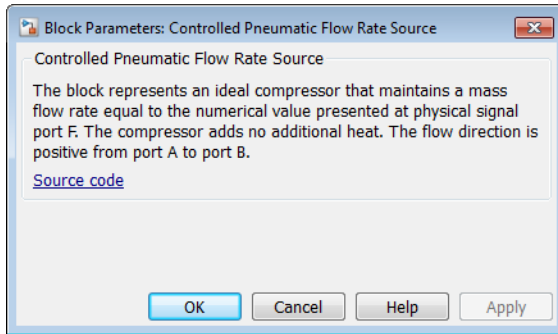 Block Parameters: Controlled Pneumatic Flow Rate Source
Controlled Pneumatic Flow Rate Source
The block represents an ideal compressor that maintains a mass
flow rate equal to the numerical value presented at physical signal
port F. The compressor adds no additional heat. The flow direction is
positive from port A to port B.
Source code
OK Cancel Help Apply